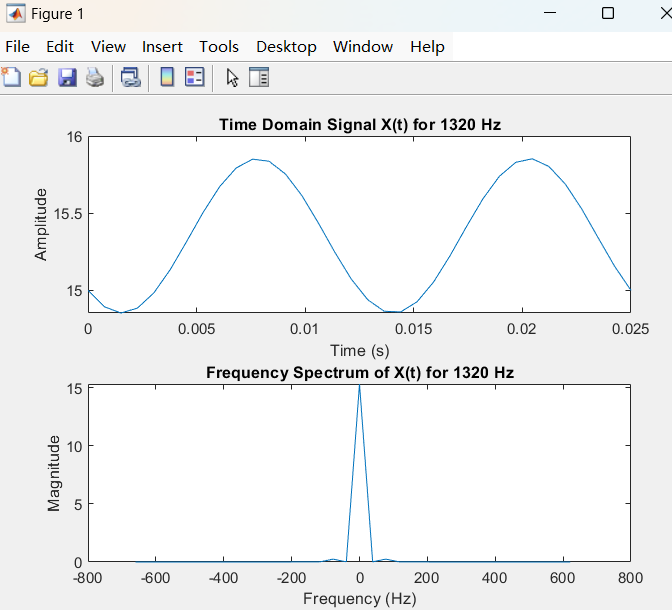 Figure 1
File Edit View Insert Tools Desktop Window Help
Time Domain Signal X(t) for 1320 Hz
16
15.5
15
Amplitude
0 0.005 0.01 0.015 0.02 0.025
Time (s)
Frequency Spectrum of X(t) for 1320 Hz
15
10
5
0
Magnitude
-800 -600 -400 -200 0 200 400 600 800
Frequency (Hz)